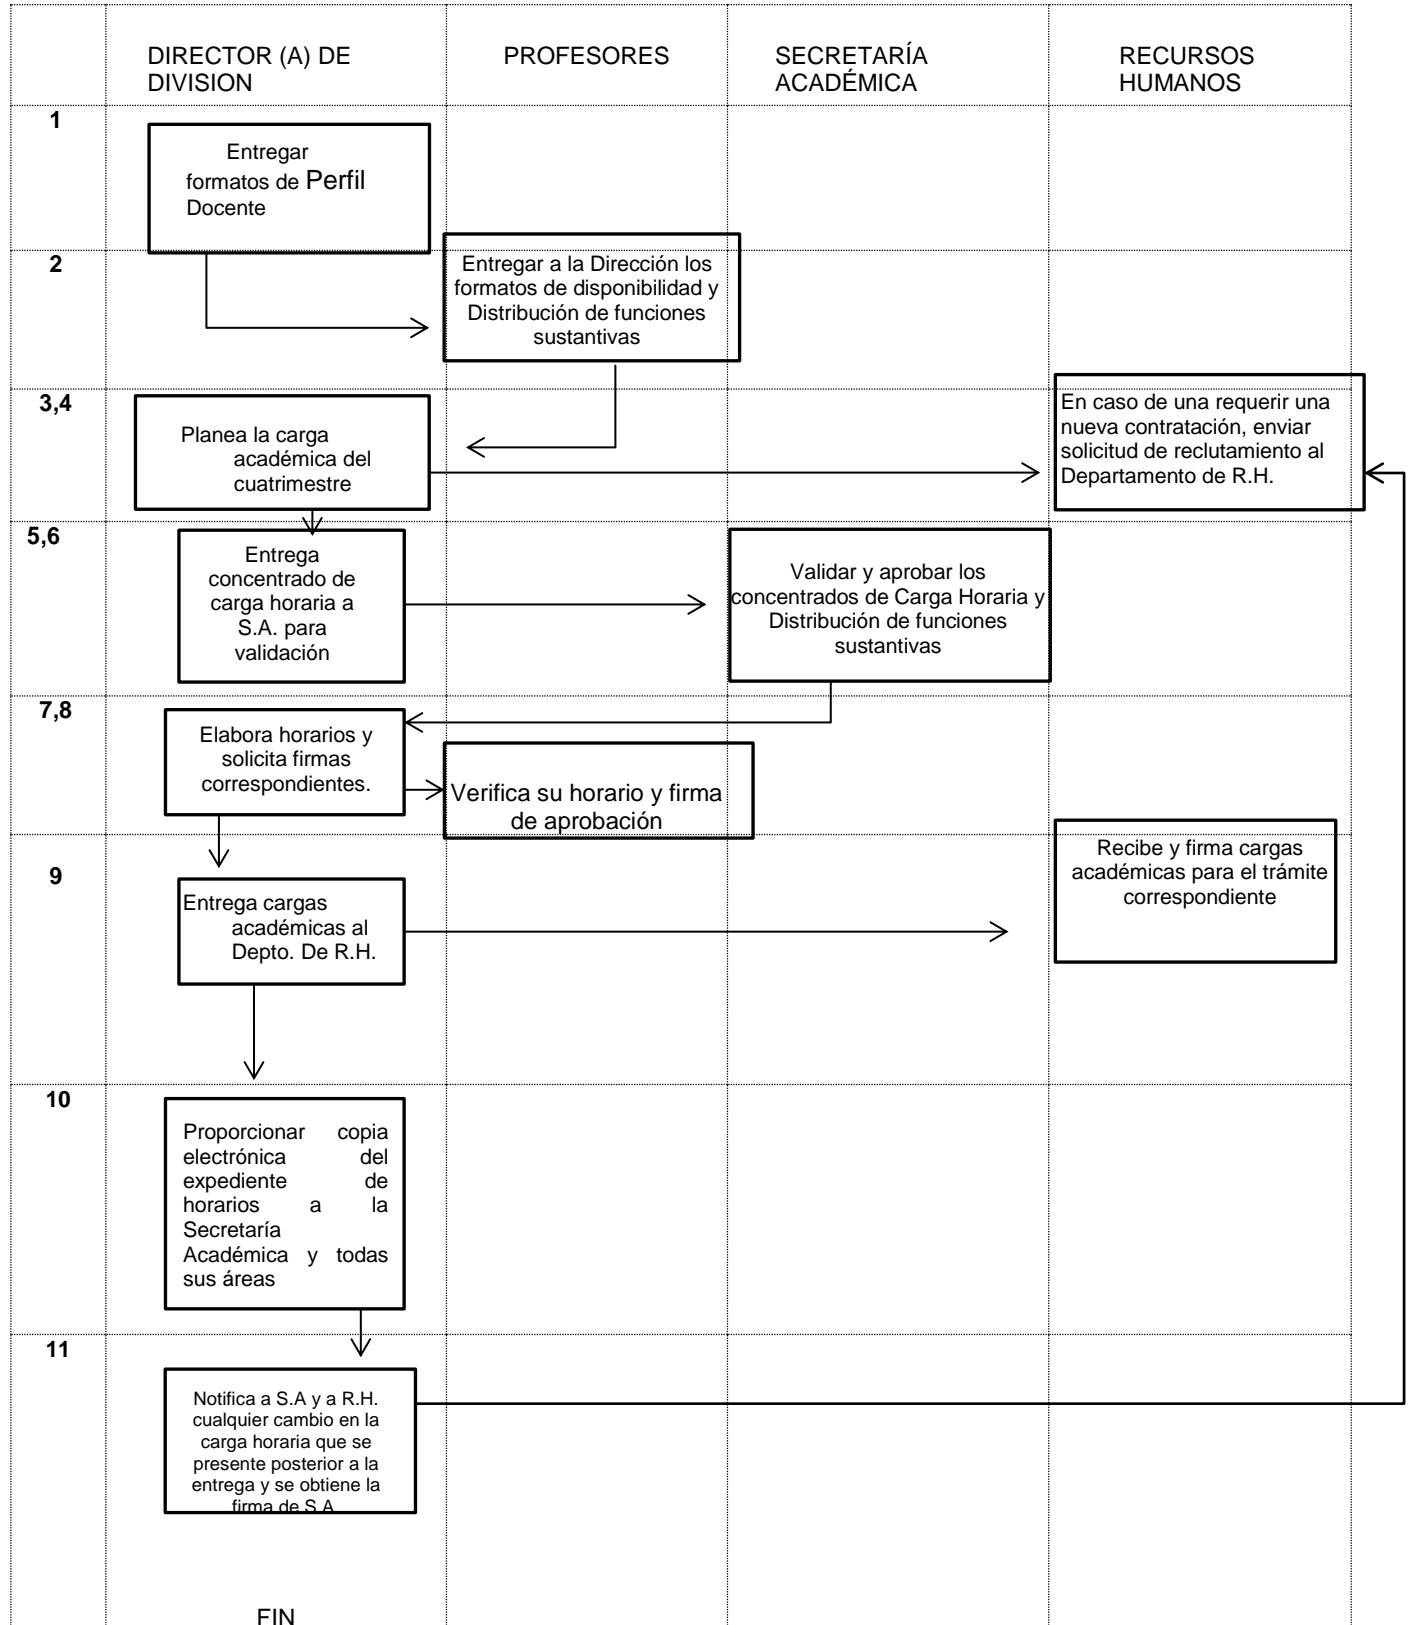 DIRECTOR (A) DE
DIVISION
PROFESORES
SECRETARÍA
ACADÉMICA
RECURSOS
HUMANOS
1
Entregar
formatos de Perfil
Docente
2
Entregar a la Dirección los
formatos de disponibilidad y
Distribución de funciones
sustantivas
3,4
Planea la carga
académica del
cuatrimestre
En caso de una requerir una
nueva contratación, enviar
solicitud de reclutamiento al
Departamento de R.H.
5,6
Entrega
concentrado de
carga horaria a
S.A. para
validación
Validar y aprobar los
concentrados de Carga Horaria y
Distribución de funciones
sustantivas
7,8
Elabora horarios y
solicita firmas
correspondientes.
Verifica su horario y firma
de aprobación
9
Entrega cargas
académicas al
Depto. De R.H.
Recibe y firma cargas
académicas para el trámite
correspondiente
10
Proporcionar copia
electrónica del
expediente de
horarios a la
Secretaría
Académica y todas
sus áreas
11
Notifica a S.A y a R.H.
cualquier cambio en la
carga horaria que se
presente posterior a la
entrega y se obtiene la
firma de S.A
FIN